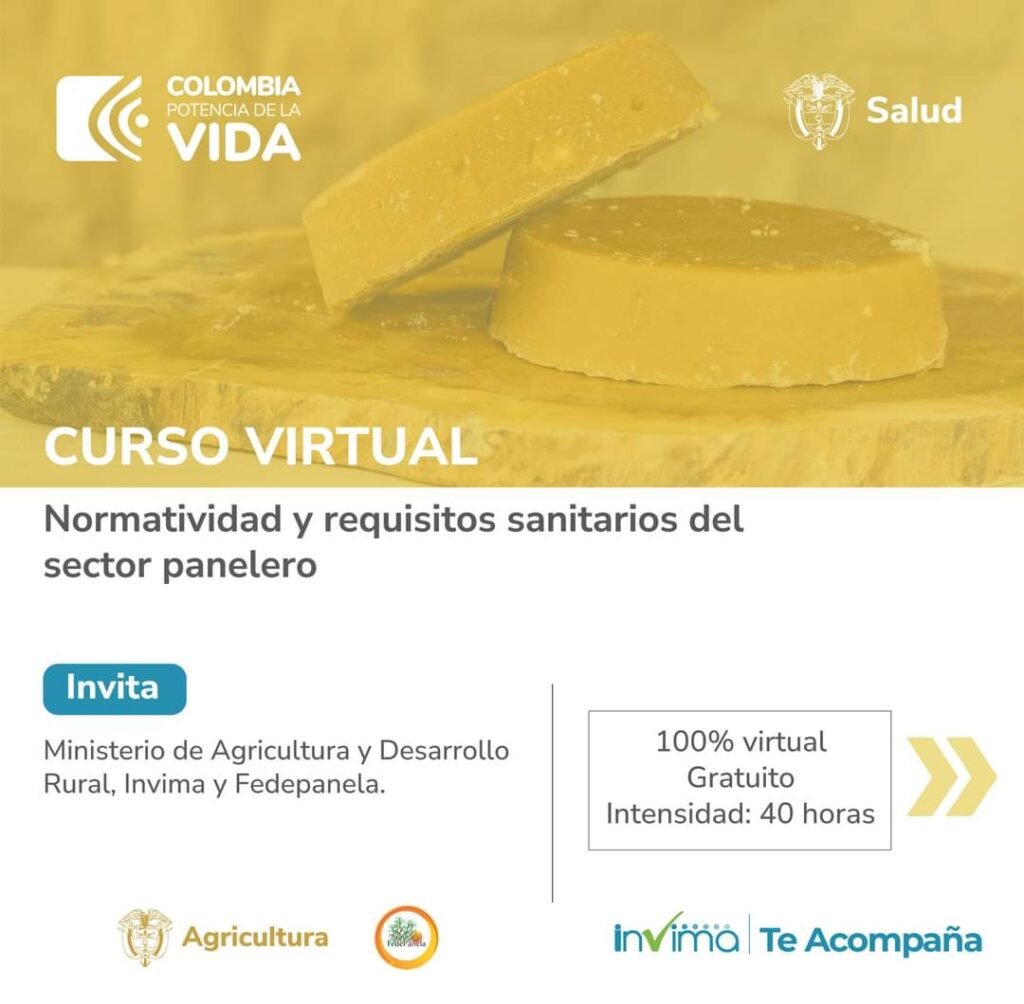 COLOMBIA
POTENCIA DE LA
VIDA
Salud
CURSO VIRTUAL
Normatividad y requisitos sanitarios del
sector panelero
Invita
Ministerio de Agricultura y Desarrollo
Rural, Invima y Fedepanela.
100% virtual
Gratuito
Intensidad: 40 horas
Agricultura
FedePanela
invima
Te Acompaña